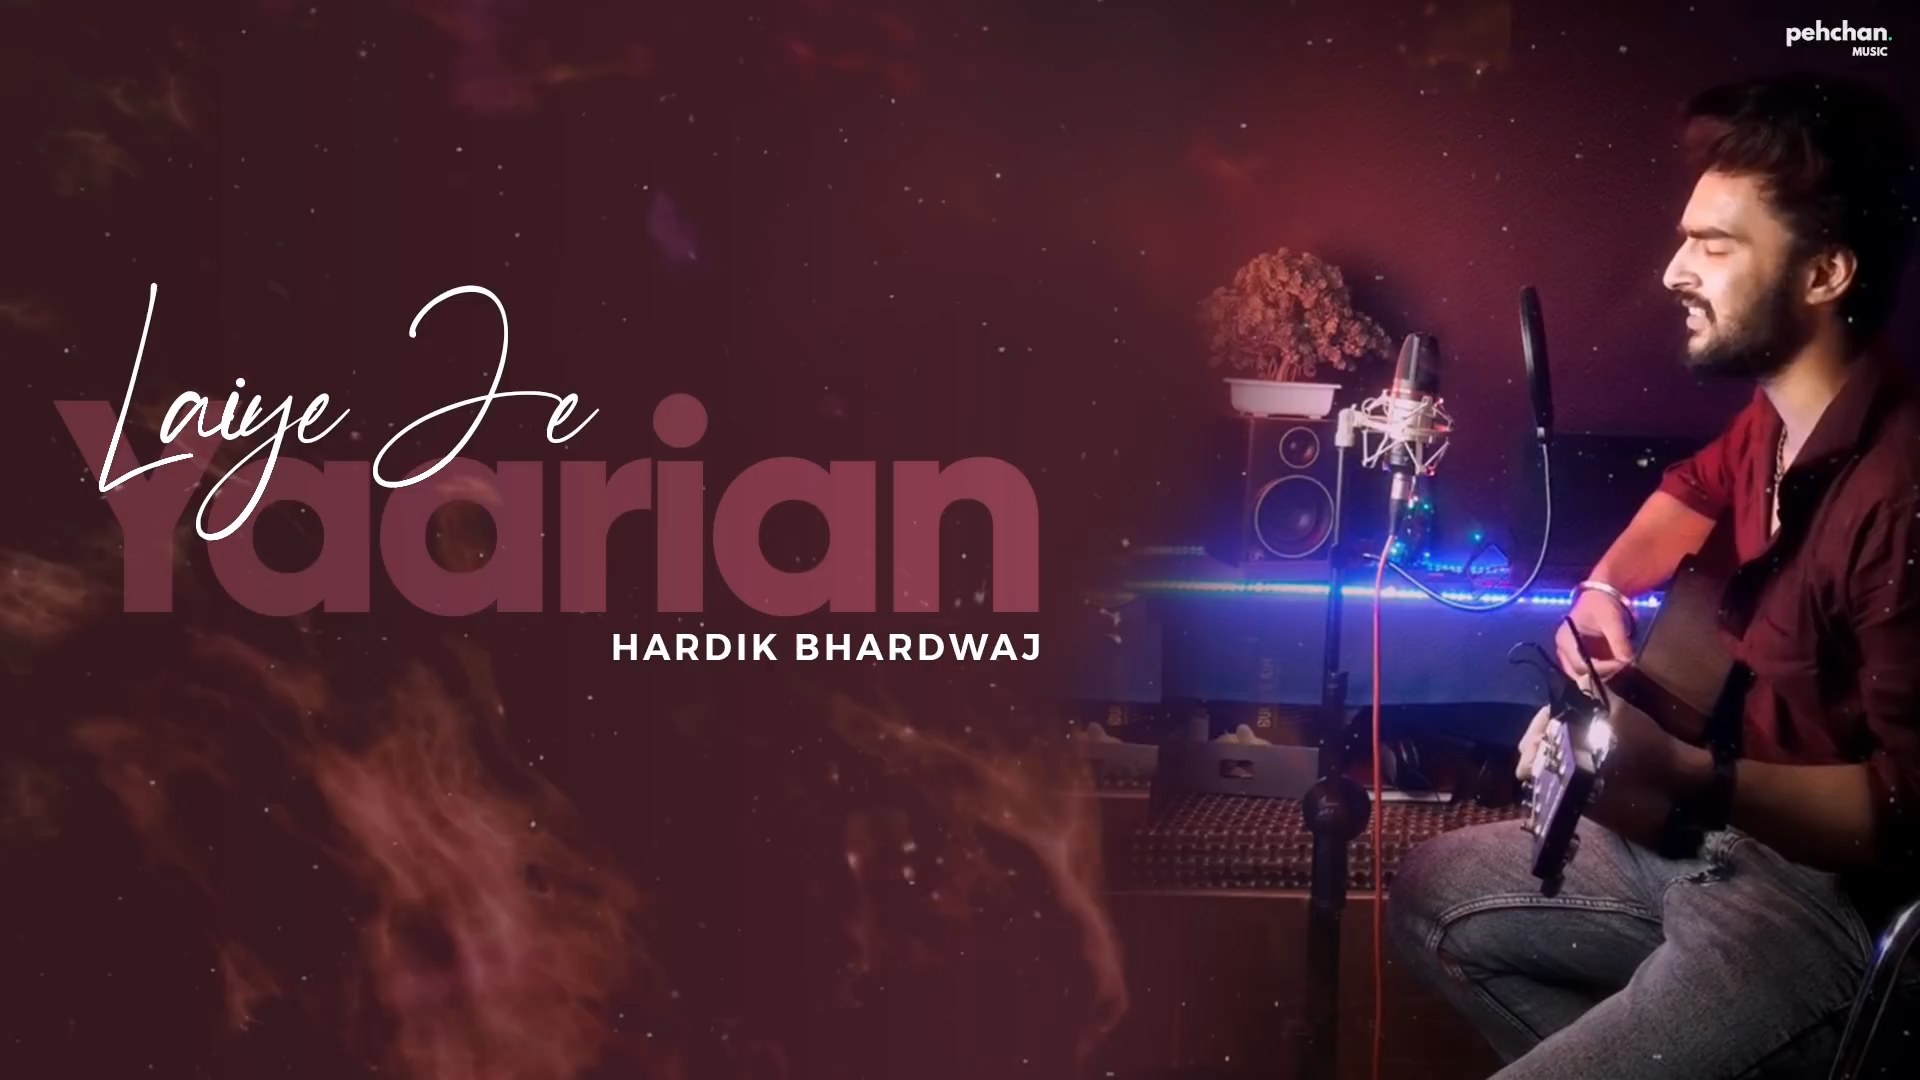 pehchan.
MUSIC
Laiye Je
Yaarian
HARDIK BHARDWAJ